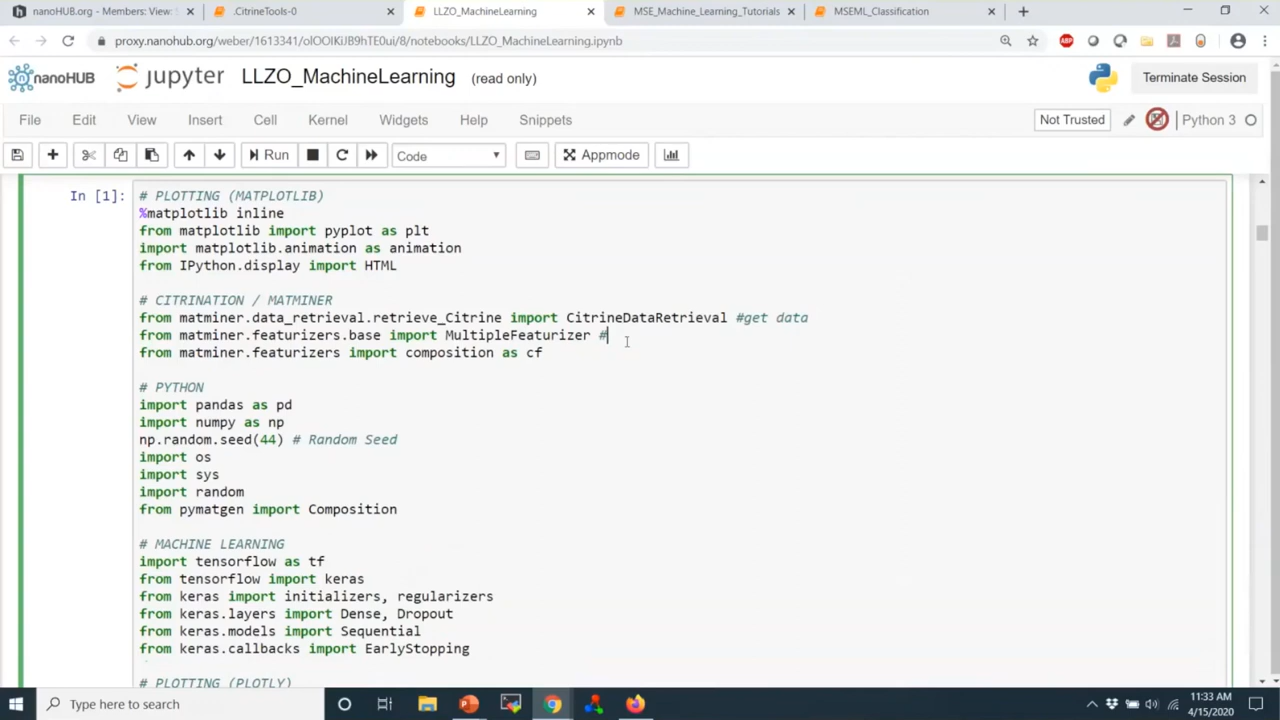 nanoHUB.org - Members: View: S
.CitrineTools-0
LLZO_MachineLearning
MSE_Machine_Learning_Tutorials
MSEML_Classification
proxy.nanohub.org/weber/1613341/olOOIKiJB9hTE0ui/8/notebooks/LLZO_MachineLearning.ipynb
nanoHUB
jupyter
LLZO_MachineLearning
(read only)
Terminate Session
File
Edit
View
Insert
Cell
Kernel
Widgets
Help
Snippets
Not Trusted
Python 3
Run
Code
Appmode
In [1]:
# PLOTTING (MATPLOTLIB)
%matplotlib inline
from matplotlib import pyplot as plt
import matplotlib.animation as animation
from IPython.display import HTML
# CITRINATION / MATMINER
from matminer.data_retrieval.retrieve_Citrine import CitrineDataRetrieval #get data
from matminer.featurizers.base import MultipleFeaturizer #
from matminer.featurizers import composition as cf
# PYTHON
import pandas as pd
import numpy as np
np.random.seed(44) # Random Seed
import os
import sys
import random
from pymatgen import Composition
# MACHINE LEARNING
import tensorflow as tf
from tensorflow import keras
from keras import initializers, regularizers
from keras.layers import Dense, Dropout
from keras.models import Sequential
from keras.callbacks import EarlyStopping
# PLOTTING (PLOTLY)
Type here to search
11:33 AM
4/15/2020